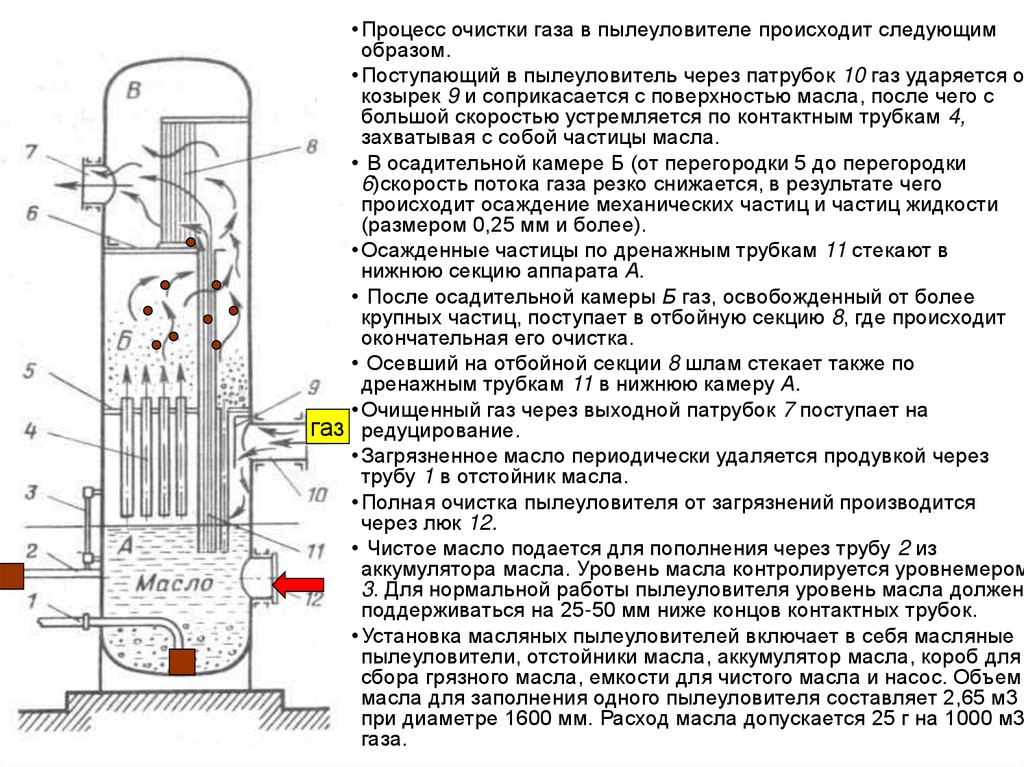 • Процесс очистки газа в пылеуловителе происходит следующим
образом.
• Поступающий в пылеуловитель через патрубок 10 газ ударяется о
козырек 9 и соприкасается с поверхностью масла, после чего с
большой скоростью устремляется по контактным трубкам 4,
захватывая с собой частицы масла.
• В осадительной камере Б (от перегородки 5 до перегородки
6)скорость потока газа резко снижается, в результате чего
происходит осаждение механических частиц и частиц жидкости
(размером 0,25 мм и более).
• Осажденные частицы по дренажным трубкам 11 стекают в
нижнюю секцию аппарата А.
• После осадительной камеры Б газ, освобожденный от более
крупных частиц, поступает в отбойную секцию 8, где происходит
окончательная его очистка.
• Осевший на отбойной секции 8 шлам стекает также по
дренажным трубкам 11 в нижнюю камеру А.
• Очищенный газ через выходной патрубок 7 поступает на
редуцирование.
• Загрязненное масло периодически удаляется продувкой через
трубу 1 в отстойник масла.
• Полная очистка пылеуловителя от загрязнений производится
через люк 12.
• Чистое масло подается для пополнения через трубу 2 из
аккумулятора масла. Уровень масла контролируется уровнемером
3. Для нормальной работы пылеуловителя уровень масла должен
поддерживаться на 25-50 мм ниже концов контактных трубок.
• Установка масляных пылеуловителей включает в себя масляные
пылеуловители, отстойники масла, аккумулятор масла, короб для
сбора грязного масла, емкости для чистого масла и насос. Объем
масла для заполнения одного пылеуловителя составляет 2,65 м3
при диаметре 1600 мм. Расход масла допускается 25 г на 1000 м3
газа.
В
7
8
6
Б
5
9
газ
4
3
10
А
11
2
Масло
1
12